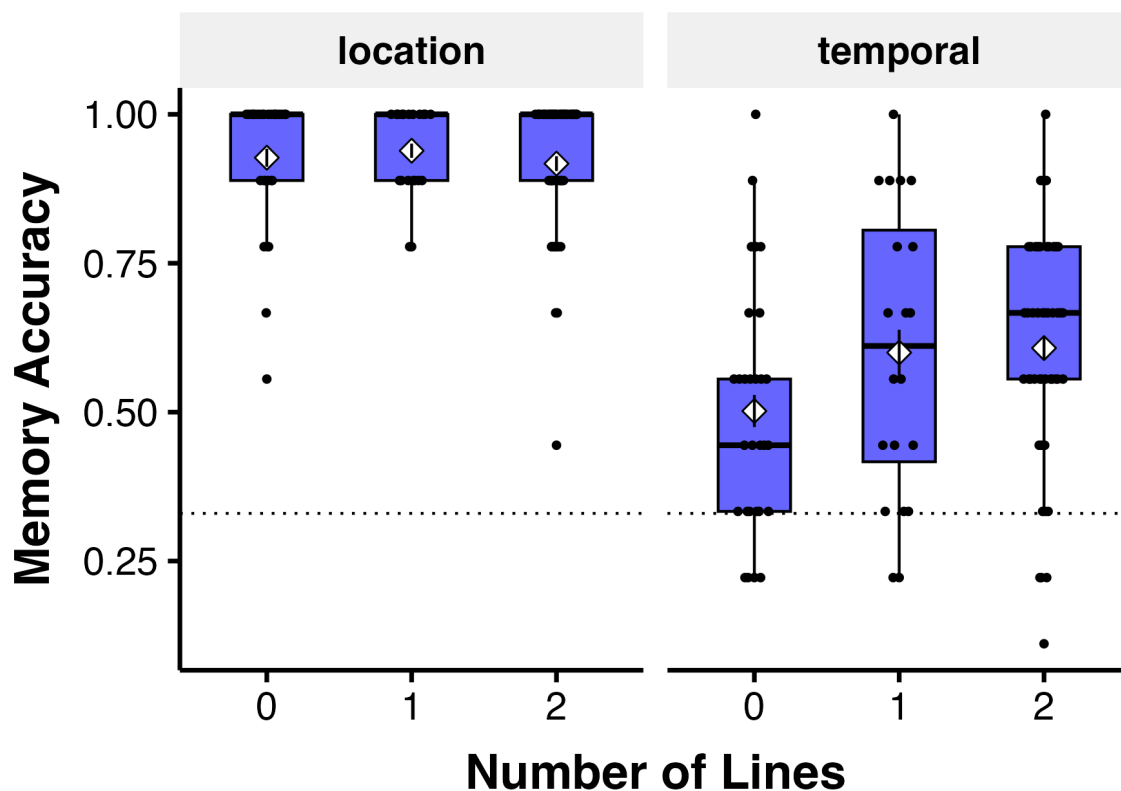 location temporal
Memory Accuracy
1.00
0.75
0.50
0.25
0 1 2 0 1 2
Number of Lines